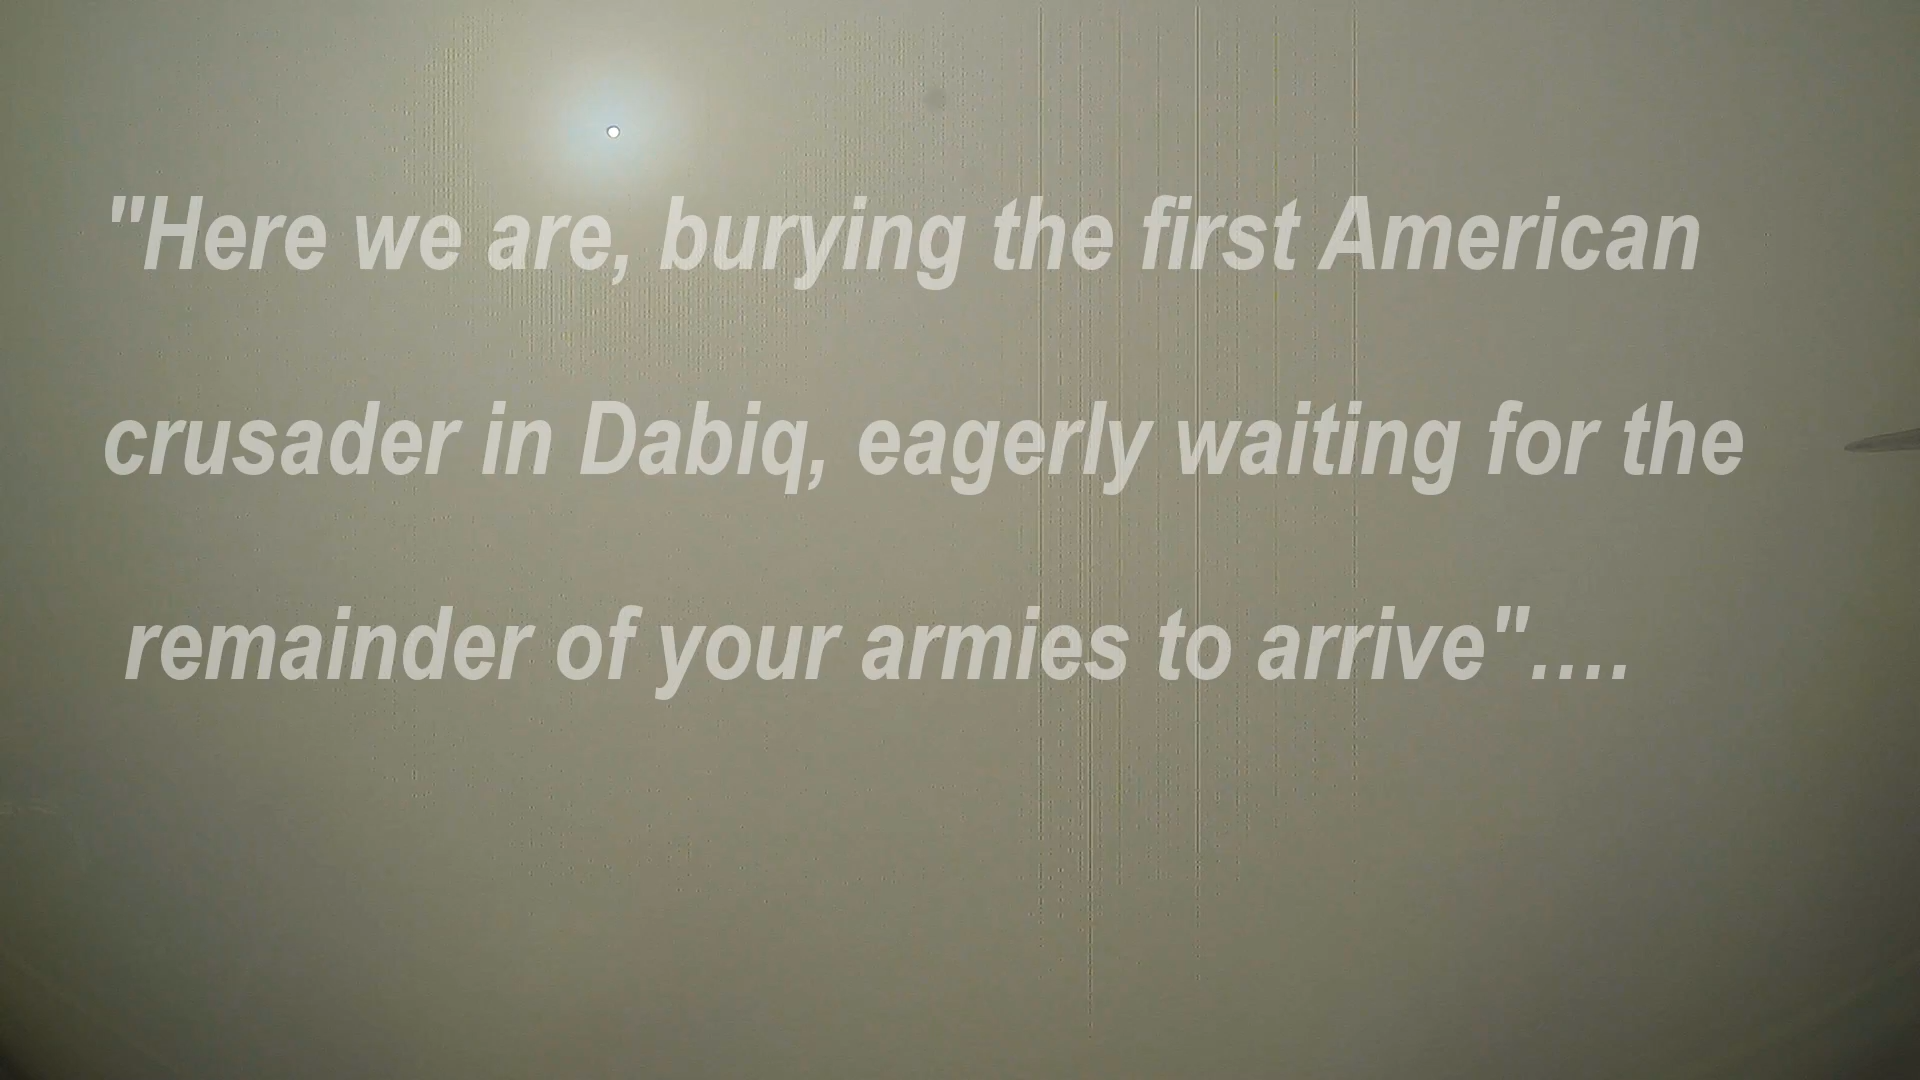 "Here we are, burying the first American
crusader in Dabiq, eagerly waiting for the
remainder of your armies to arrive"....